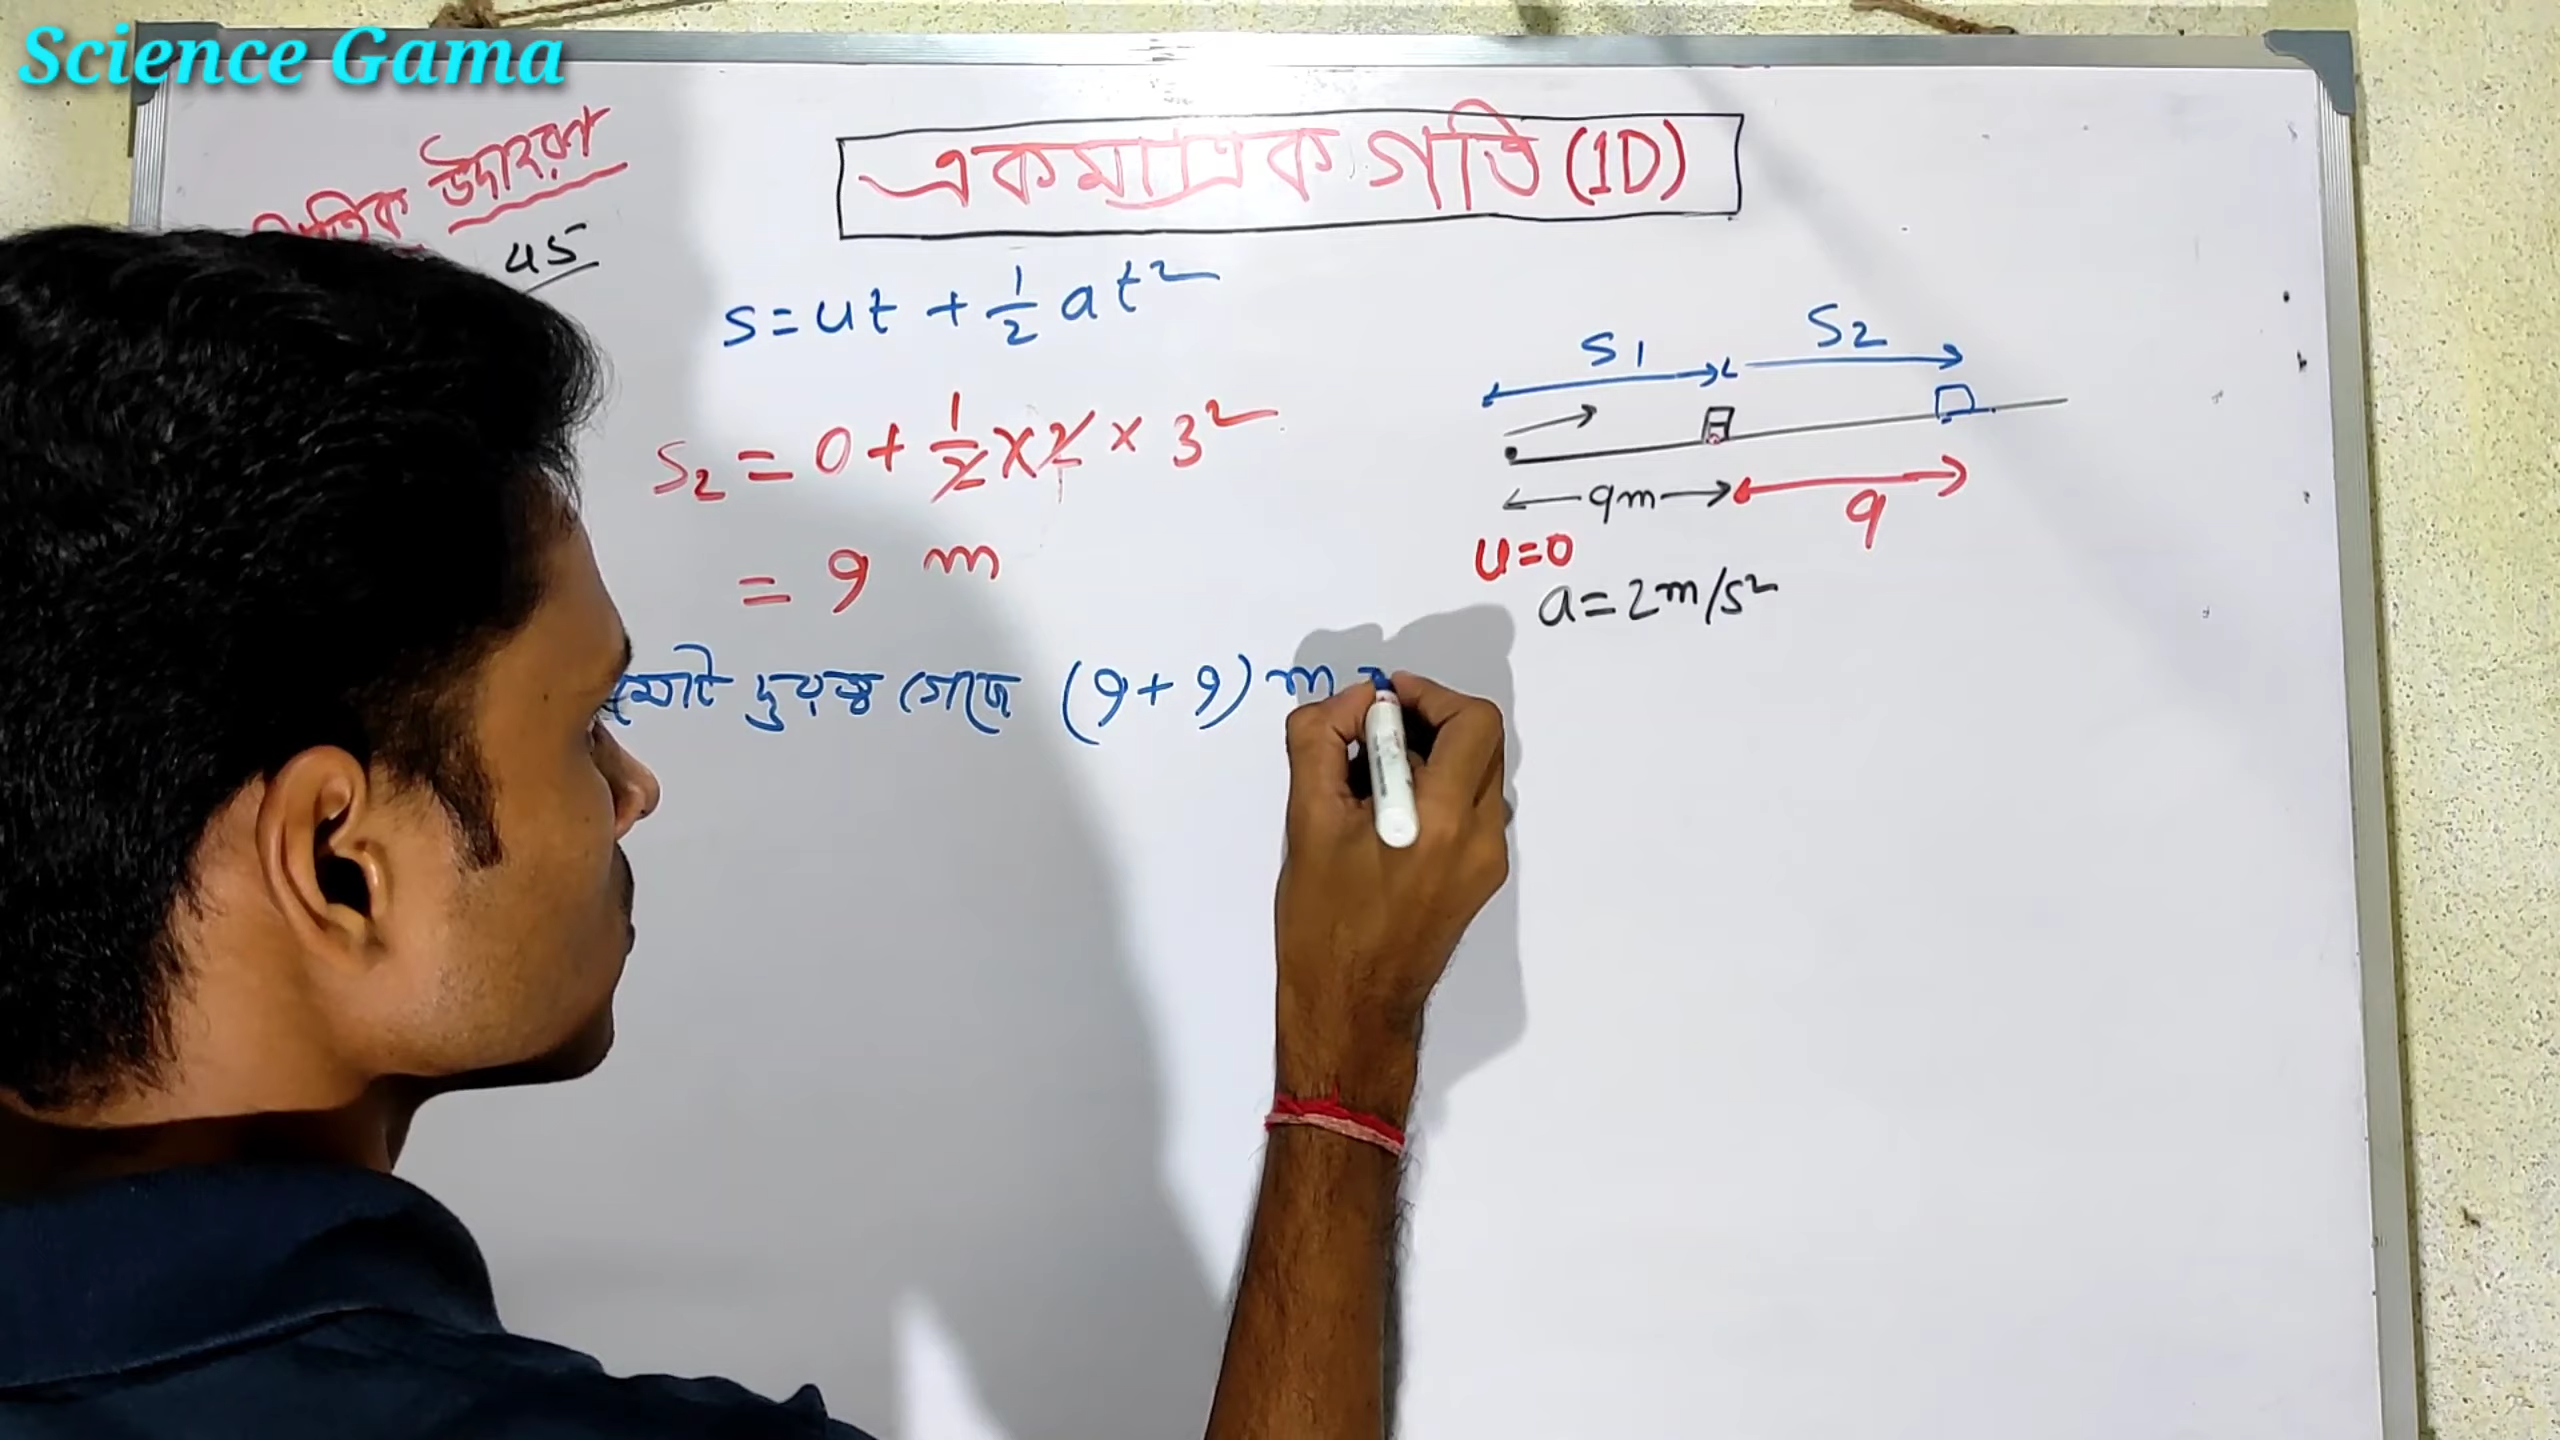 Science Gama
উদাহরণ
একমাত্রিক গতি (1D)
45
s = ut + 1/2 at²
S₂ = 0 + 1/2 × 2 × 3²
= 9 m
মোট দুরত্ব গেজে (9+9) m
S1
S2
9m
9
u=0
a = 2m/s²